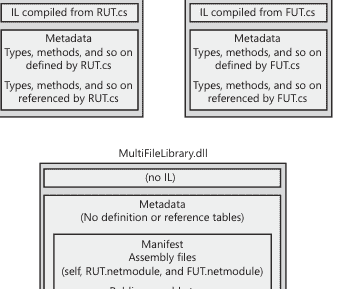 IL compiled from RUT.cs
Metadata
Types, methods, and so on
defined by RUT.cs
Types, methods, and so on
referenced by RUT.cs
IL compiled from FUT.cs
Metadata
Types, methods, and so on
defined by FUT.cs
Types, methods, and so on
referenced by FUT.cs
MultiFileLibrary.dll
(no IL)
Metadata
(No definition or reference tables)
Manifest
Assembly files
(self, RUT.netmodule, and FUT.netmodule)